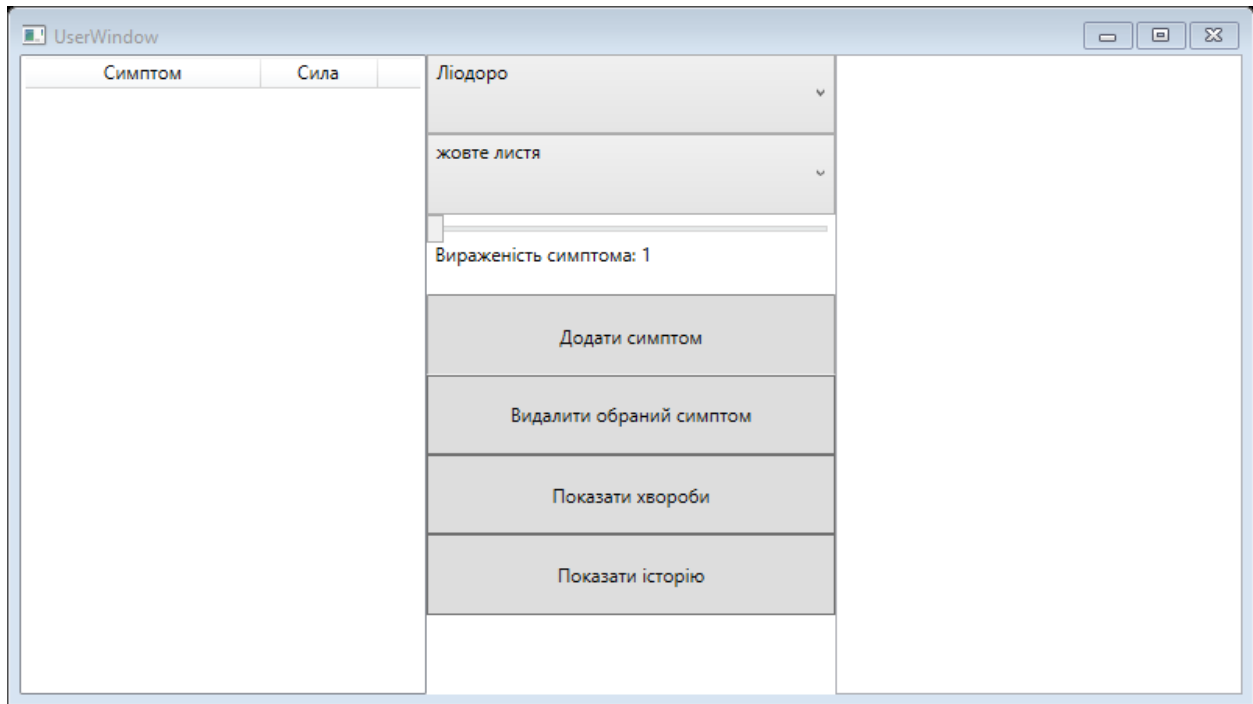 UserWindow
Симптом Сила
Ліодоро
жовте листя
Вираженість симптома: 1
Додати симптом
Видалити обраний симптом
Показати хвороби
Показати історію